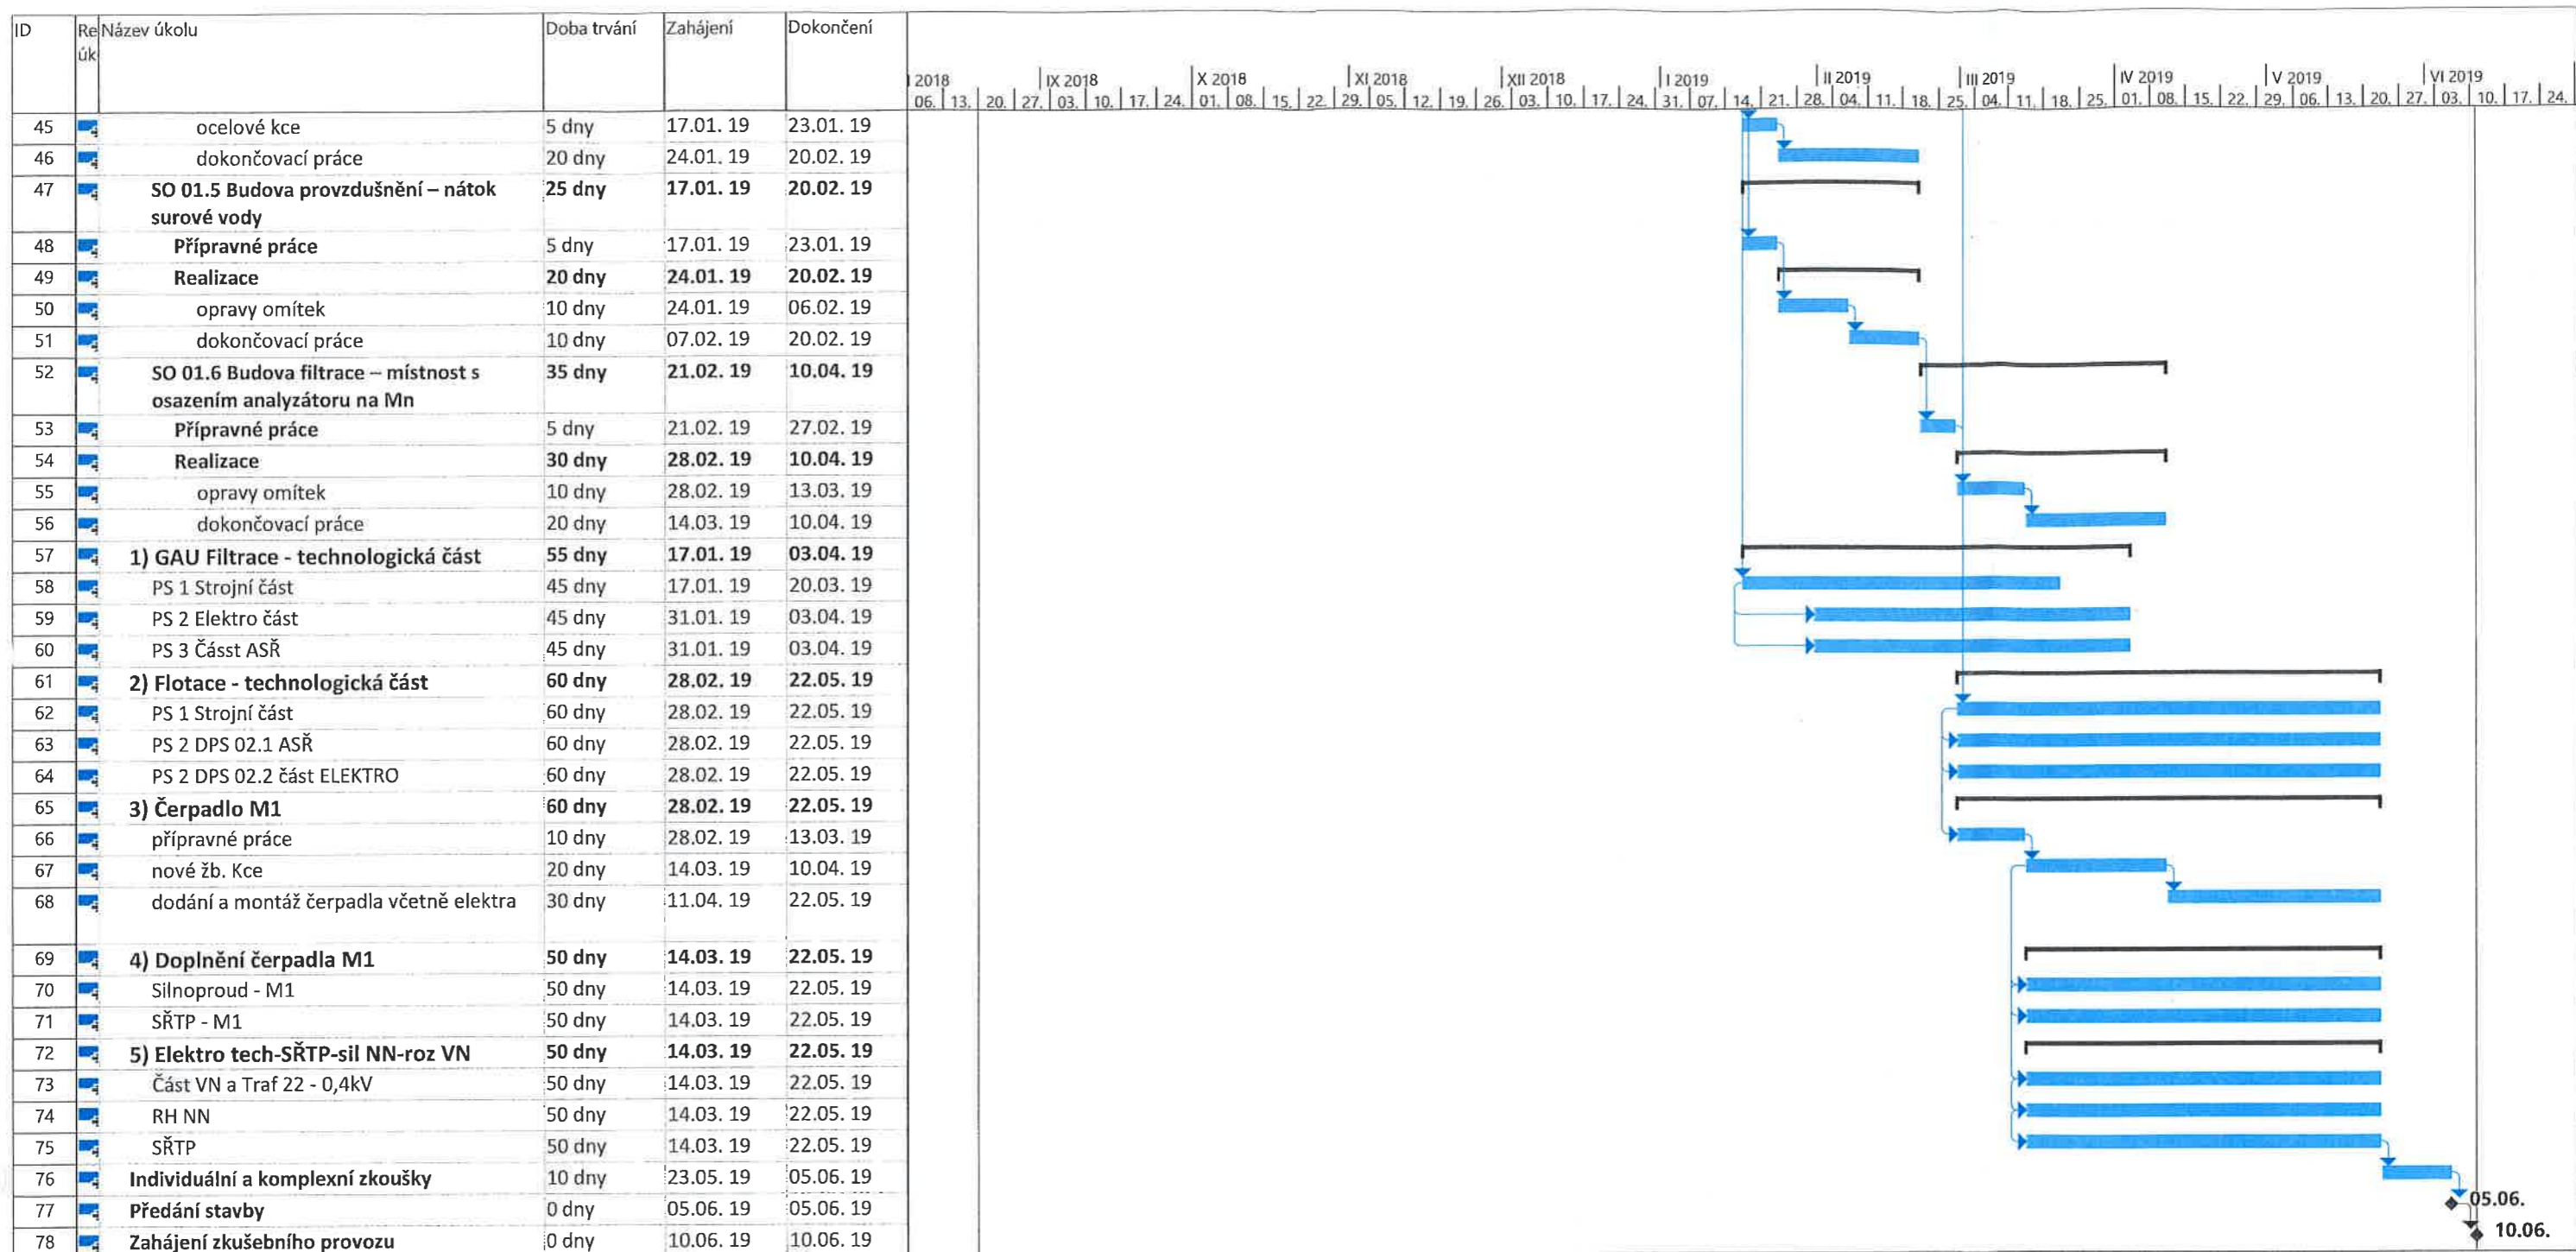 ID Re Název úkolu Doba trvání Zahájení Dokončení
úk
2018 IX 2018 X 2018 XI 2018 XII 2018 I 2019 II 2019 III 2019 IV 2019 V 2019 VI 2019
06. 13. 20. 27. 03. 10. 17. 24. 01. 08. 15. 22. 29. 05. 12. 19. 26. 03. 10. 17. 24. 31. 07. 14. 21. 28. 04. 11. 18. 25. 04. 11. 18. 25. 01. 08. 15. 22. 29. 06. 13. 20. 27. 03. 10. 17. 24.
45 ocelové kce 5 dny 17.01. 19 23.01. 19
46 dokončovací práce 20 dny 24.01. 19 20.02. 19
47 SO 01.5 Budova provzdušnění – nátok 25 dny 17.01. 19 20.02. 19
surové vody
48 Přípravné práce 5 dny 17.01. 19 23.01. 19
49 Realizace 20 dny 24.01. 19 20.02. 19
50 opravy omítek 10 dny 24.01. 19 06.02. 19
51 dokončovací práce 10 dny 07.02. 19 20.02. 19
52 SO 01.6 Budova filtrace – místnost s 35 dny 21.02. 19 10.04. 19
osazením analyzátoru na Mn
53 Přípravné práce 5 dny 21.02. 19 27.02. 19
54 Realizace 30 dny 28.02. 19 10.04. 19
55 opravy omítek 10 dny 28.02. 19 13.03. 19
56 dokončovací práce 20 dny 14.03. 19 10.04. 19
57 1) GAU Filtrace - technologická část 55 dny 17.01. 19 03.04. 19
58 PS 1 Strojní část 45 dny 17.01. 19 20.03. 19
59 PS 2 Elektro část 45 dny 31.01. 19 03.04. 19
60 PS 3 Čásst ASŘ 45 dny 31.01. 19 03.04. 19
61 2) Flotace - technologická část 60 dny 28.02. 19 22.05. 19
62 PS 1 Strojní část 60 dny 28.02. 19 22.05. 19
63 PS 2 DPS 02.1 ASŘ 60 dny 28.02. 19 22.05. 19
64 PS 2 DPS 02.2 část ELEKTRO 60 dny 28.02. 19 22.05. 19
65 3) Čerpadlo M1 60 dny 28.02. 19 22.05. 19
66 přípravné práce 10 dny 28.02. 19 13.03. 19
67 nové žb. Kce 20 dny 14.03. 19 10.04. 19
68 dodání a montáž čerpadla včetně elektra 30 dny 11.04. 19 22.05. 19
69 4) Doplnění čerpadla M1 50 dny 14.03. 19 22.05. 19
70 Silnoproud - M1 50 dny 14.03. 19 22.05. 19
71 SŘTP - M1 50 dny 14.03. 19 22.05. 19
72 5) Elektro tech-SŘTP-sil NN-roz VN 50 dny 14.03. 19 22.05. 19
73 Část VN a Traf 22 - 0,4kV 50 dny 14.03. 19 22.05. 19
74 RH NN 50 dny 14.03. 19 22.05. 19
75 SŘTP 50 dny 14.03. 19 22.05. 19
76 Individuální a komplexní zkoušky 10 dny 23.05. 19 05.06. 19
77 Předání stavby 0 dny 05.06. 19 05.06. 19 05.06.
78 Zahájení zkušebního provozu 0 dny 10.06. 19 10.06. 19 10.06.